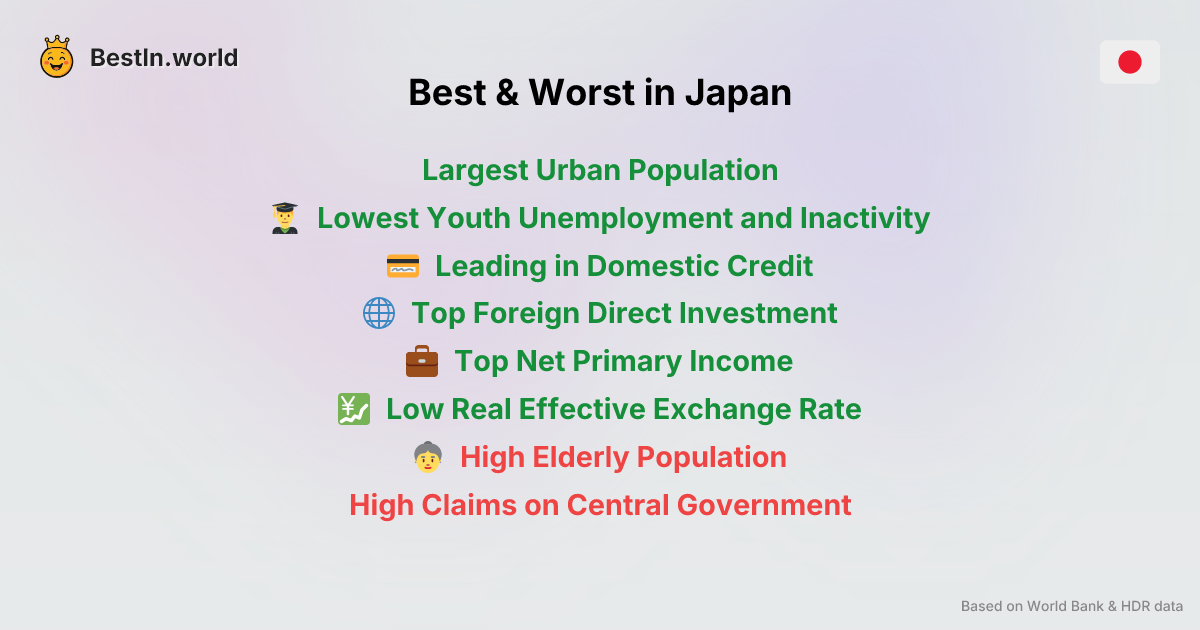 BestIn.world
Best & Worst in Japan
Largest Urban Population
Lowest Youth Unemployment and Inactivity
Leading in Domestic Credit
Top Foreign Direct Investment
Top Net Primary Income
Low Real Effective Exchange Rate
High Elderly Population
High Claims on Central Government
Based on World Bank & HDR data